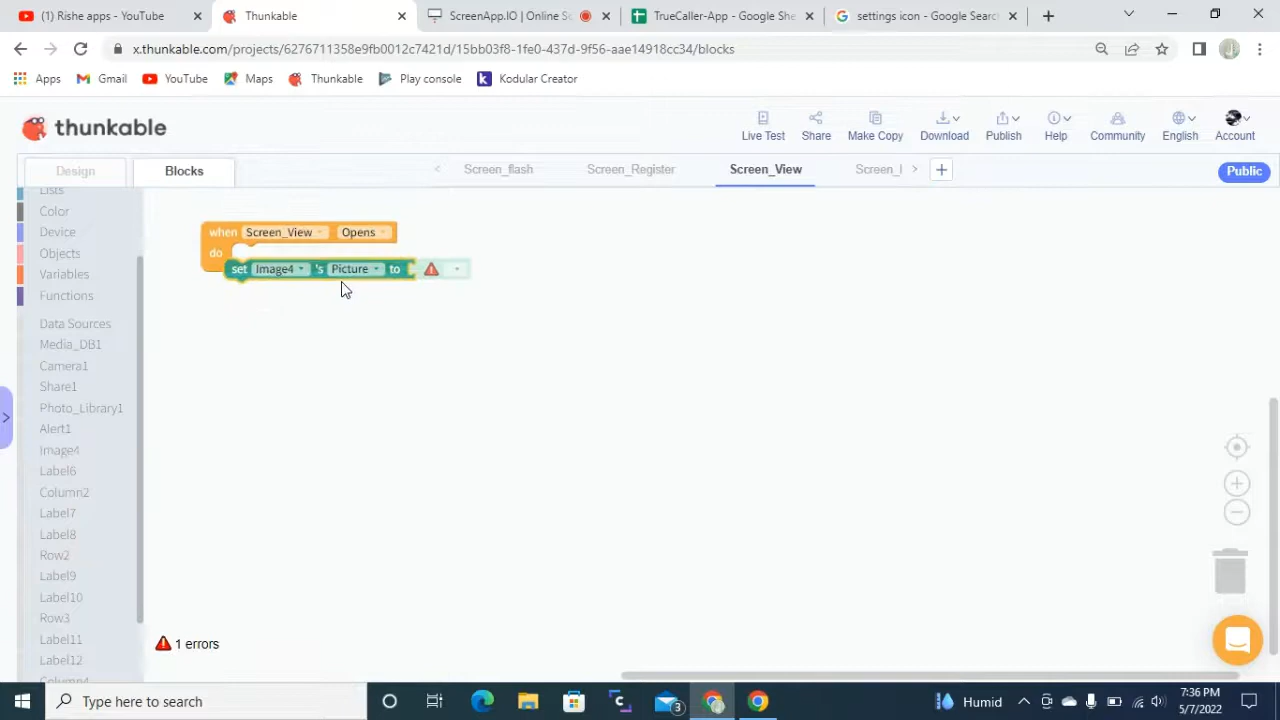 (1) Rishe apps - YouTube
Thunkable
ScreenApp.IO | Online Sc
TrueCaller-App - Google She
settings icon - Google Search
x.thunkable.com/projects/6276711358e9fb0012c7421d/15bb03f8-1fe0-437d-9f56-aae14918cc34/blocks
Apps
Gmail
YouTube
Maps
Thunkable
Play console
Kodular Creator
thunkable
Live Test
Share
Make Copy
Download
Publish
Help
Community
English
Account
Design
Blocks
Screen_flash
Screen_Register
Screen_View
Screen_l
Public
Lists
Color
Device
Objects
Variables
Functions
Data Sources
Media_DB1
Camera1
Share1
Photo_Library1
Alert1
Image4
Label6
Column2
Label7
Label8
Row2
Label9
Label10
Row3
Label11
Label12
Column4
when Screen_View Opens
do
set Image4 's Picture to
1 errors
Type here to search
3
Humid
7:36 PM
5/7/2022